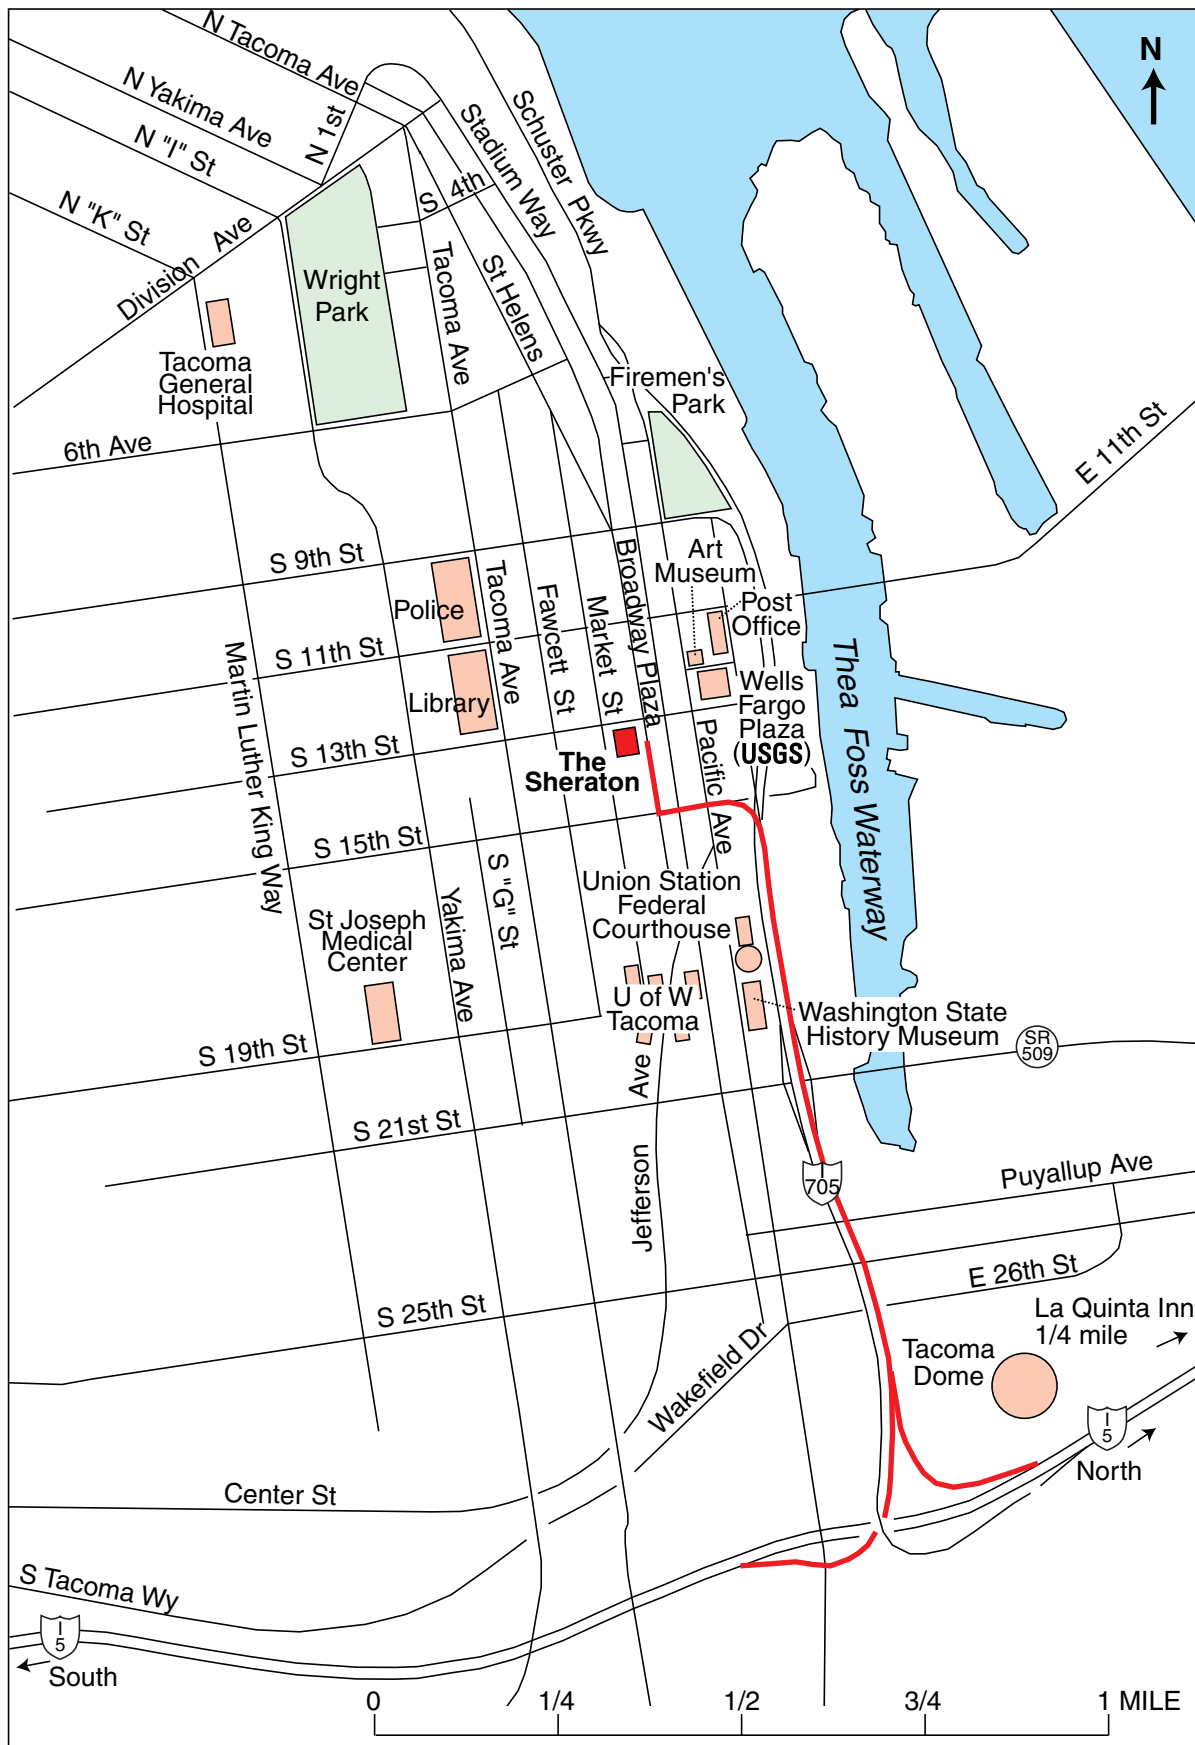 N Tacoma Ave
N
N Yakima Ave
N 1st
Schuster Pkwy
Stadium Way
N "I" St
S 4th
N "K" St
Division Ave
Wright
Park
Tacoma Ave
St Helens
Tacoma
General
Hospital
Firemen's
Park
6th Ave
E 11th St
S 9th St
Art
Museum
Broadway Plaza
Post
Office
Police
Tacoma Ave
Fawcett St
Market St
S 11th St
Martin Luther King Way
Library
Thea Foss Waterway
Wells
Fargo
Plaza
(USGS)
Pacific Ave
S 13th St
The
Sheraton
S 15th St
S "G" St
Union Station
Federal
Courthouse
Yakima Ave
St Joseph
Medical
Center
U of W
Tacoma
Washington State
History Museum
S 19th St
SR
509
Jefferson Ave
S 21st St
Puyallup Ave
I
705
E 26th St
S 25th St
La Quinta Inn
1/4 mile
Wakefield Dr
Tacoma
Dome
I
5
North
Center St
S Tacoma Wy
I
5
South
0 1/4 1/2 3/4 1 MILE